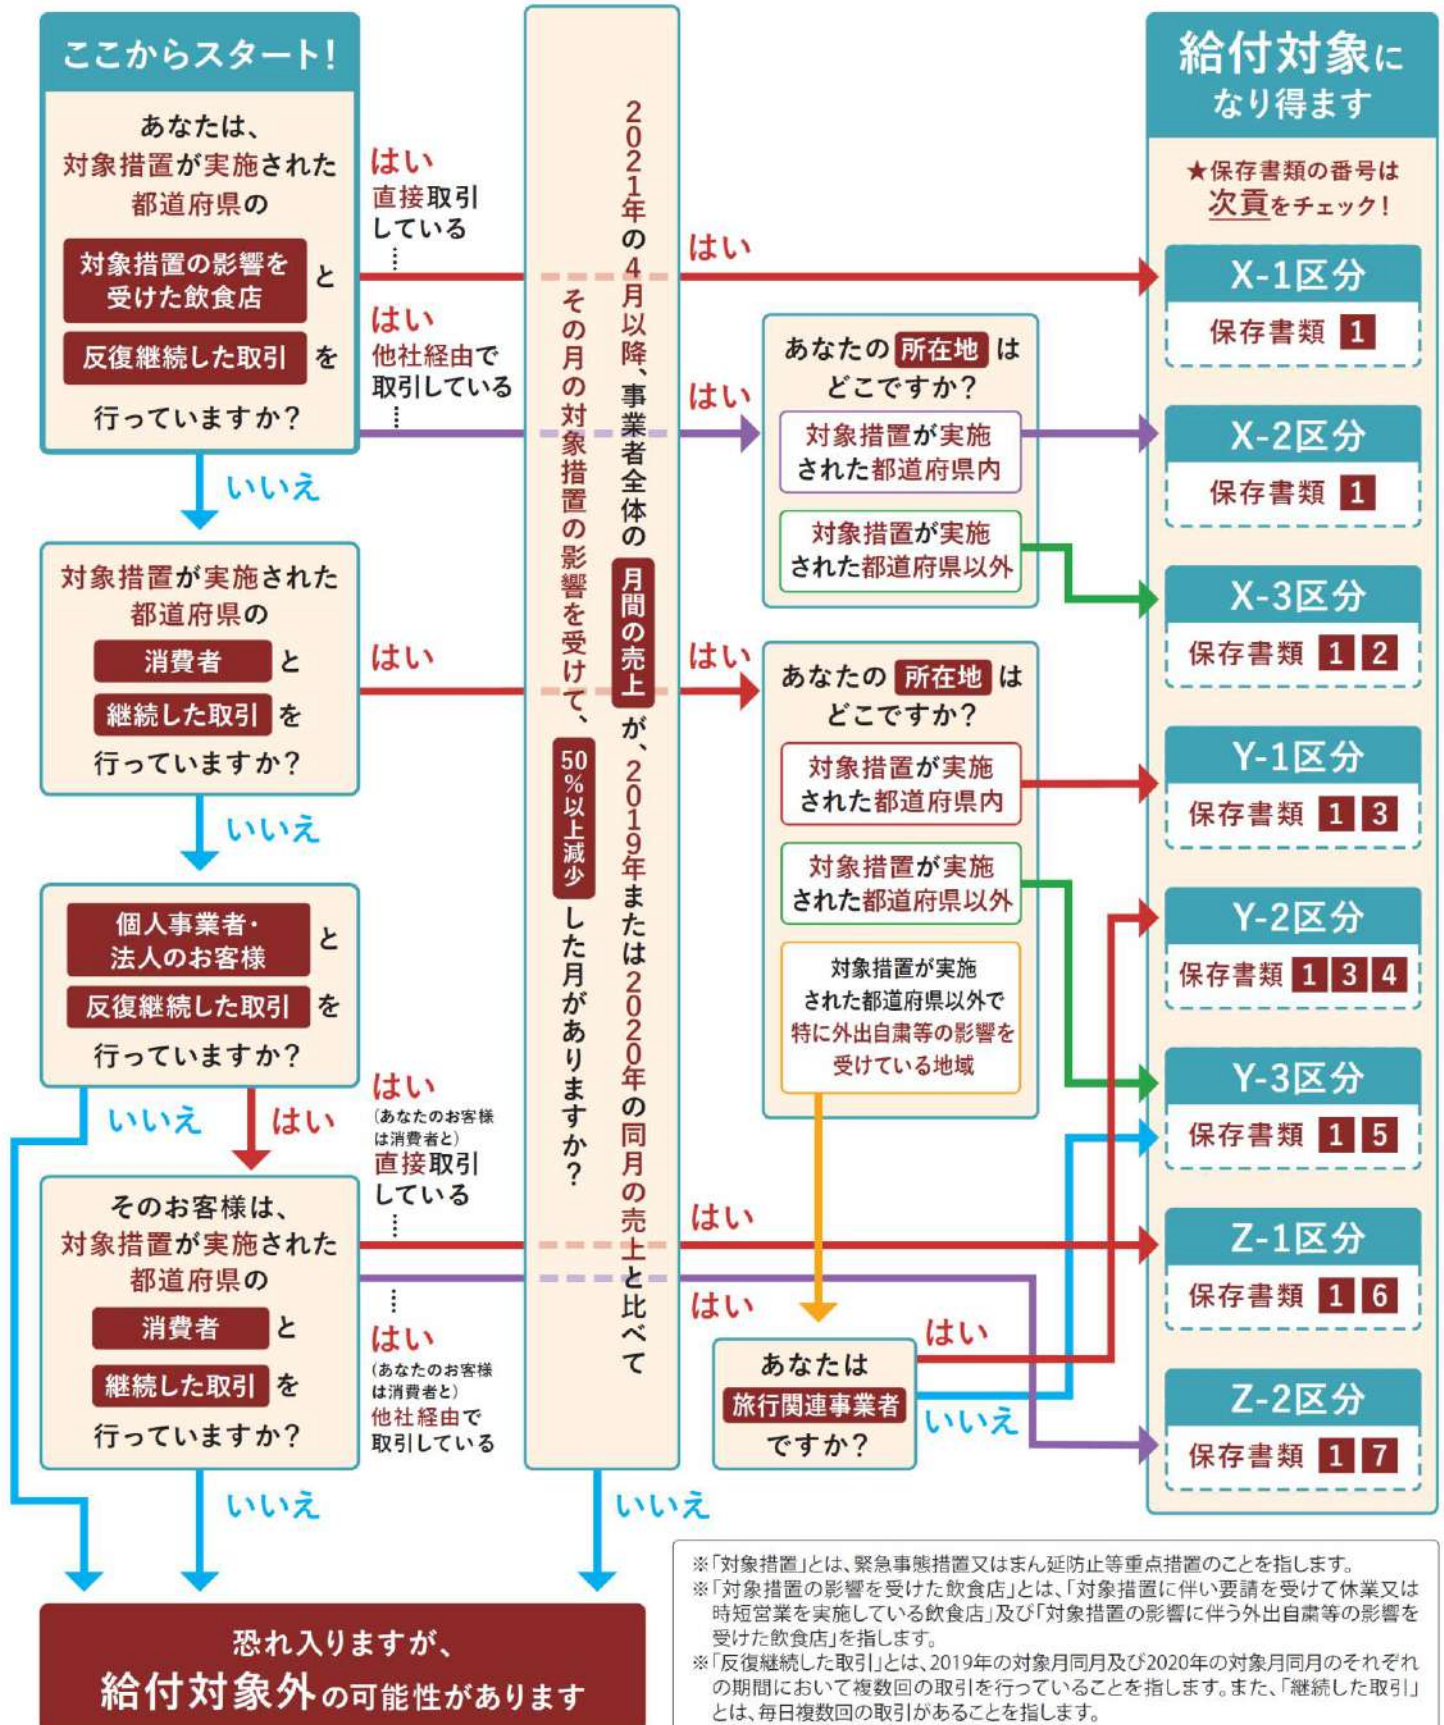 ここからスタート!
あなたは、
対象措置が実施された
都道府県の
対象措置の影響を
受けた飲食店 と
反復継続した取引 を
行っていますか?
はい
直接取引
している
はい
他社経由で
取引している
いいえ
対象措置が実施された
都道府県の
消費者 と
継続した取引 を
行っていますか?
はい
いいえ
個人事業者・
法人のお客様 と
反復継続した取引 を
行っていますか?
いいえ
はい
そのお客様は、
対象措置が実施された
都道府県の
消費者 と
継続した取引 を
行っていますか?
はい
(あなたのお客様
は消費者と)
直接取引
している
はい
(あなたのお客様
は消費者と)
他社経由で
取引している
いいえ
2021年の4月以降、事業者全体の 月間の売上 が、2019年または2020年の同月の売上と比べて
その月の対象措置の影響を受けて、 50%以上減少 した月がありますか?
いいえ
はい
はい
はい
はい
はい
あなたの 所在地 は
どこですか?
対象措置が実施
された都道府県内
対象措置が実施
された都道府県以外
あなたの 所在地 は
どこですか?
対象措置が実施
された都道府県内
対象措置が実施
された都道府県以外
対象措置が実施
された都道府県以外で
特に外出自粛等の影響を
受けている地域
あなたは
旅行関連事業者
ですか?
はい
いいえ
給付対象に
なり得ます
★保存書類の番号は
次貢をチェック!
X-1区分
保存書類 1
X-2区分
保存書類 1
X-3区分
保存書類 1 2
Y-1区分
保存書類 1 3
Y-2区分
保存書類 1 3 4
Y-3区分
保存書類 1 5
Z-1区分
保存書類 1 6
Z-2区分
保存書類 1 7
恐れ入りますが、
給付対象外の可能性があります
※「対象措置」とは、緊急事態措置又はまん延防止等重点措置のことを指します。
※「対象措置の影響を受けた飲食店」とは、「対象措置に伴い要請を受けて休業又は
時短営業を実施している飲食店」及び「対象措置の影響に伴う外出自粛等の影響を
受けた飲食店」を指します。
※「反復継続した取引」とは、2019年の対象月同月及び2020年の対象月同月のそれぞれ
の期間において複数回の取引を行っていることを指します。また、「継続した取引」
とは、毎日複数回の取引があることを指します。